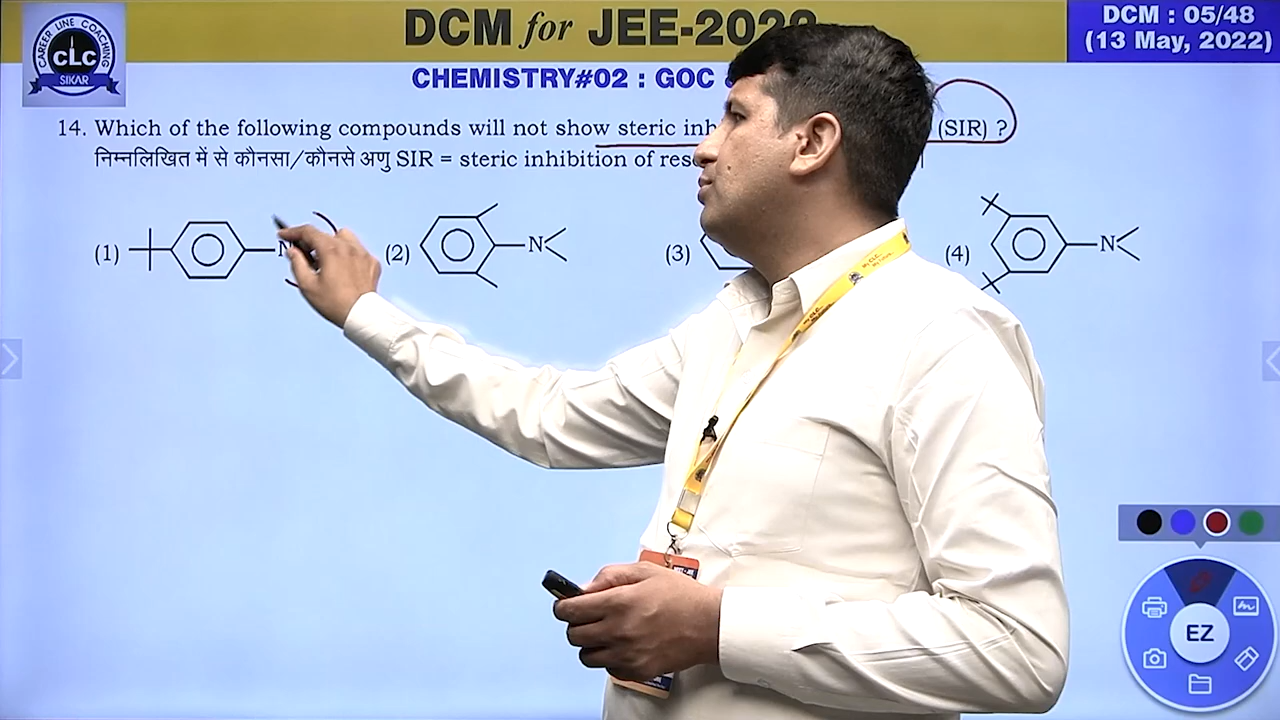 DCM for JEE-2022
DCM : 05/48
(13 May, 2022)
CAREER LINE COACHING
CLC
SIKAR
CHEMISTRY#02 : GOC
14. Which of the following compounds will not show steric inh (SIR) ?
निम्नलिखित में से कौनसा/कौनसे अणु SIR = steric inhibition of res
(1) N
(2) N
(3)
(4) N
EZ